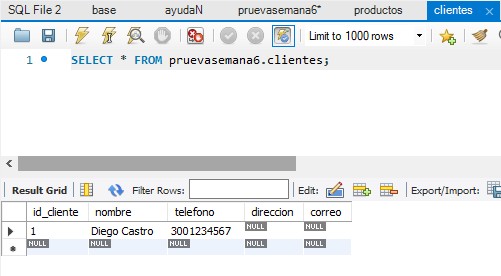 SQL File 2 base ayudaN pruevasemana6* productos clientes
Limit to 1000 rows
1 SELECT * FROM pruevasemana6.clientes;
Result Grid Filter Rows: Edit: Export/Import:
id_cliente nombre telefono direccion correo
1 Diego Castro 3001234567 NULL NULL
NULL NULL NULL NULL NULL